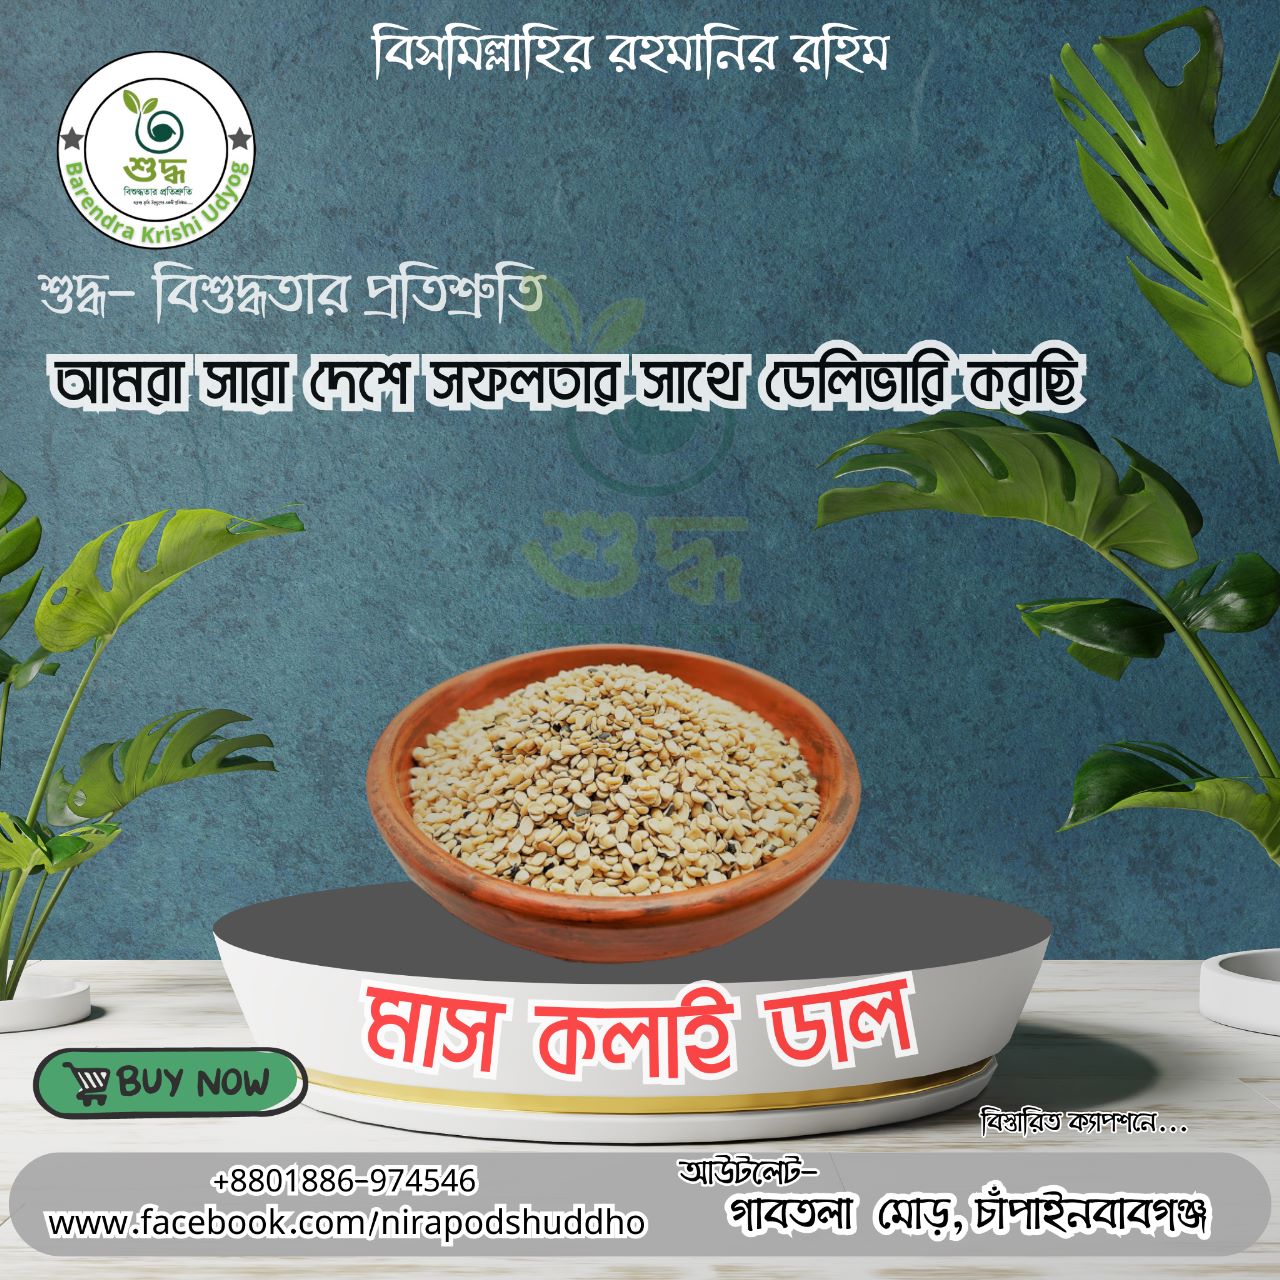 বিসমিল্লাহির রহমানির রহিম
শুদ্ধ
বিশুদ্ধতার প্রতিশ্রুতি
Barendra Krishi Udyog
শুদ্ধ- বিশুদ্ধতার প্রতিশ্রুতি
আমরা সারা দেশে সফলতার সাথে ডেলিভারি করছি
শুদ্ধ
মাস কলাই ডাল
BUY NOW
বিস্তারিত ক্যাপশনে...
+8801886-974546
www.facebook.com/nirapodshuddho
আউটলেট-
গাবতলা মোড়, চাঁপাইনবাবগঞ্জ